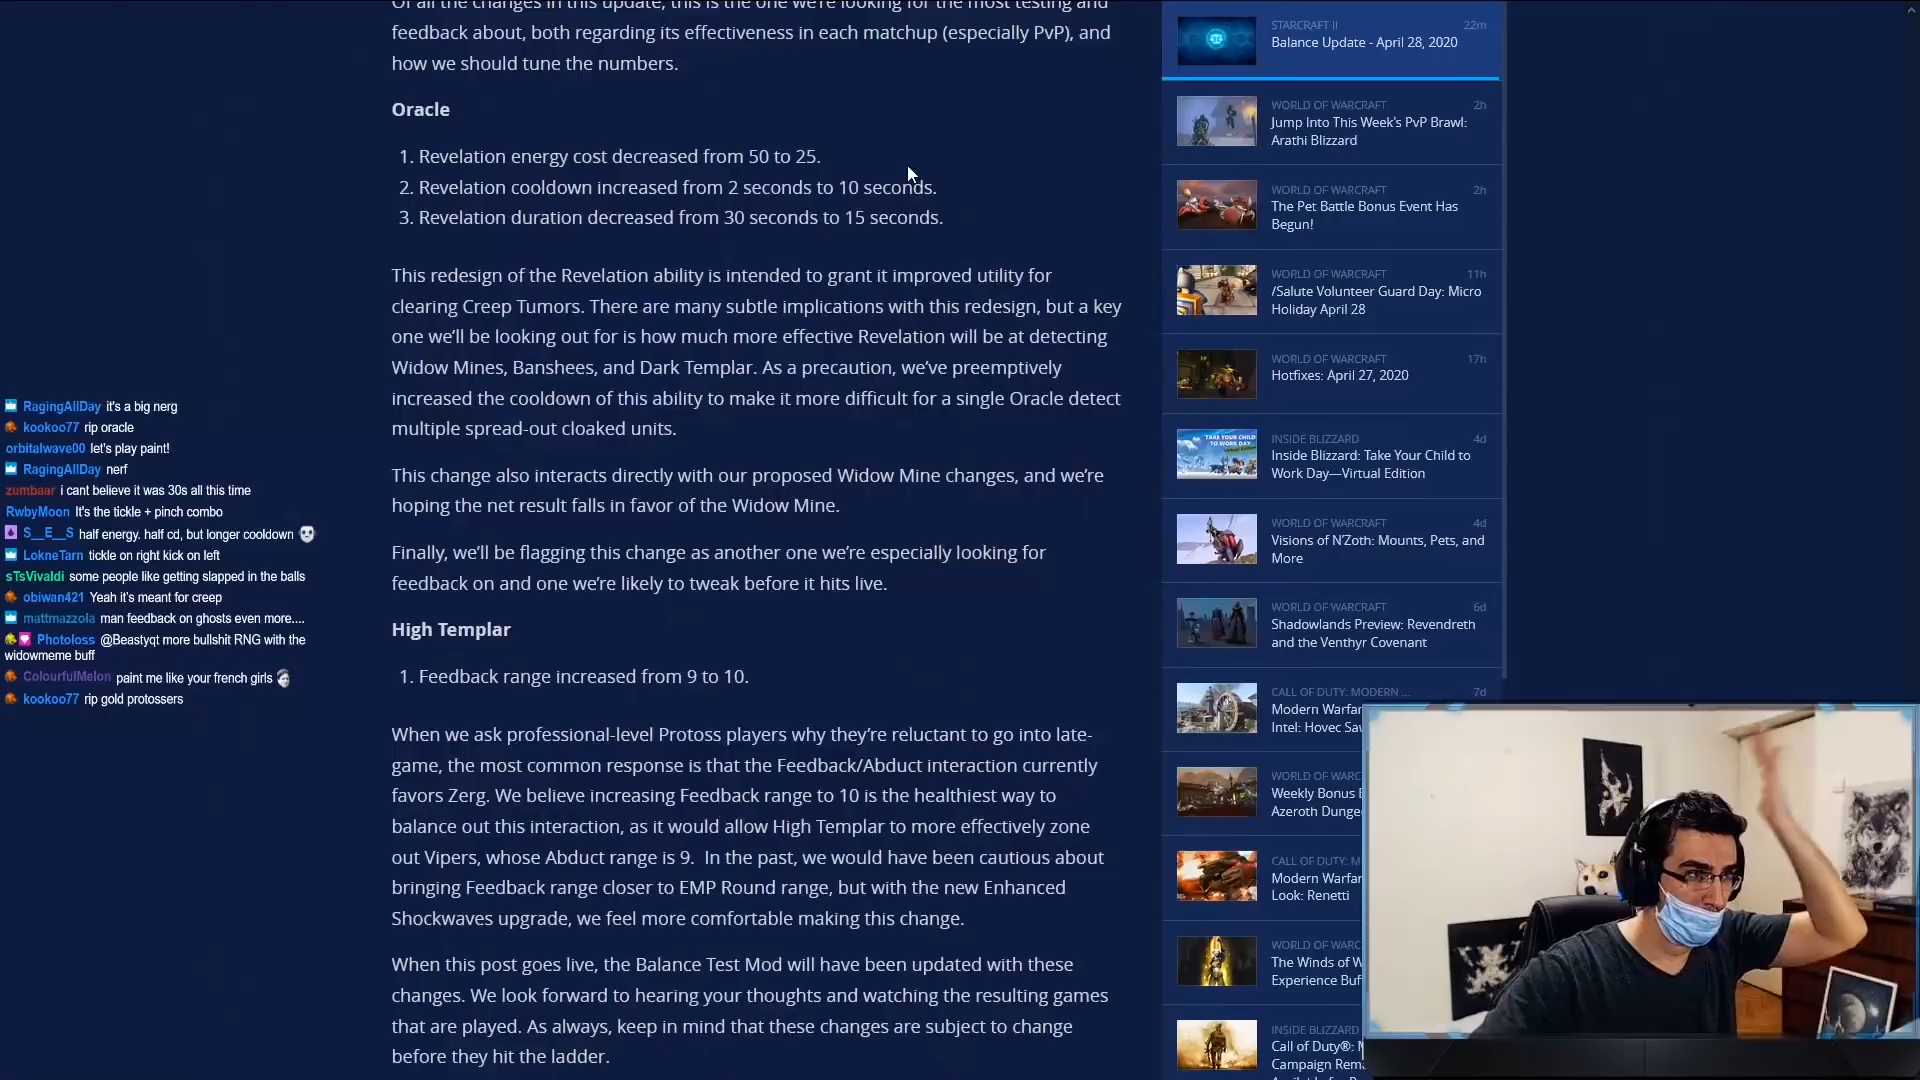 Of all the changes in this update, this is the one we're looking for the most testing and
feedback about, both regarding its effectiveness in each matchup (especially PvP), and
how we should tune the numbers.
Oracle
1. Revelation energy cost decreased from 50 to 25.
2. Revelation cooldown increased from 2 seconds to 10 seconds.
3. Revelation duration decreased from 30 seconds to 15 seconds.
This redesign of the Revelation ability is intended to grant it improved utility for
clearing Creep Tumors. There are many subtle implications with this redesign, but a key
one we'll be looking out for is how much more effective Revelation will be at detecting
Widow Mines, Banshees, and Dark Templar. As a precaution, we've preemptively
increased the cooldown of this ability to make it more difficult for a single Oracle detect
multiple spread-out cloaked units.
This change also interacts directly with our proposed Widow Mine changes, and we're
hoping the net result falls in favor of the Widow Mine.
Finally, we'll be flagging this change as another one we're especially looking for
feedback on and one we're likely to tweak before it hits live.
High Templar
1. Feedback range increased from 9 to 10.
When we ask professional-level Protoss players why they're reluctant to go into late-
game, the most common response is that the Feedback/Abduct interaction currently
favors Zerg. We believe increasing Feedback range to 10 is the healthiest way to
balance out this interaction, as it would allow High Templar to more effectively zone
out Vipers, whose Abduct range is 9. In the past, we would have been cautious about
bringing Feedback range closer to EMP Round range, but with the new Enhanced
Shockwaves upgrade, we feel more comfortable making this change.
When this post goes live, the Balance Test Mod will have been updated with these
changes. We look forward to hearing your thoughts and watching the resulting games
that are played. As always, keep in mind that these changes are subject to change
before they hit the ladder.
RagingAllDay it's a big nerg
kookoo77 rip oracle
orbitalwave00 let's play paint!
RagingAllDay nerf
zumbaar i cant believe it was 30s all this time
RwbyMoon It's the tickle + pinch combo
S__E__S half energy. half cd, but longer cooldown
LokneTarn tickle on right kick on left
sTsVivaldi some people like getting slapped in the balls
obiwan421 Yeah it's meant for creep
mattmazzola man feedback on ghosts even more....
Photoloss @Beastyqt more bullshit RNG with the
widowmeme buff
ColourfulMelon paint me like your french girls
kookoo77 rip gold protossers
STARCRAFT II 22m
Balance Update - April 28, 2020
WORLD OF WARCRAFT 2h
Jump Into This Week's PvP Brawl:
Arathi Blizzard
WORLD OF WARCRAFT 2h
The Pet Battle Bonus Event Has
Begun!
WORLD OF WARCRAFT 11h
/Salute Volunteer Guard Day: Micro
Holiday April 28
WORLD OF WARCRAFT 17h
Hotfixes: April 27, 2020
TAKE YOUR CHILD
TO WORK DAY
INSIDE BLIZZARD 4d
Inside Blizzard: Take Your Child to
Work Day—Virtual Edition
WORLD OF WARCRAFT 4d
Visions of N'Zoth: Mounts, Pets, and
More
WORLD OF WARCRAFT 6d
Shadowlands Preview: Revendreth
and the Venthyr Covenant
CALL OF DUTY: MODERN ... 7d
Modern Warfar
Intel: Hovec Sav
WORLD OF WARC
Weekly Bonus E
Azeroth Dunge
CALL OF DUTY: M
Modern Warfar
Look: Renetti
WORLD OF WARC
The Winds of W
Experience Buf
INSIDE BLIZZARD
Call of Duty®: M
Campaign Rem